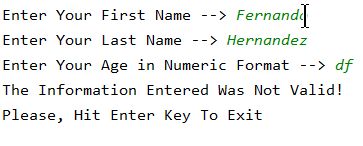 Enter Your First Name --> Fernando
Enter Your Last Name --> Hernandez
Enter Your Age in Numeric Format --> df
The Information Entered Was Not Valid!
Please, Hit Enter Key To Exit